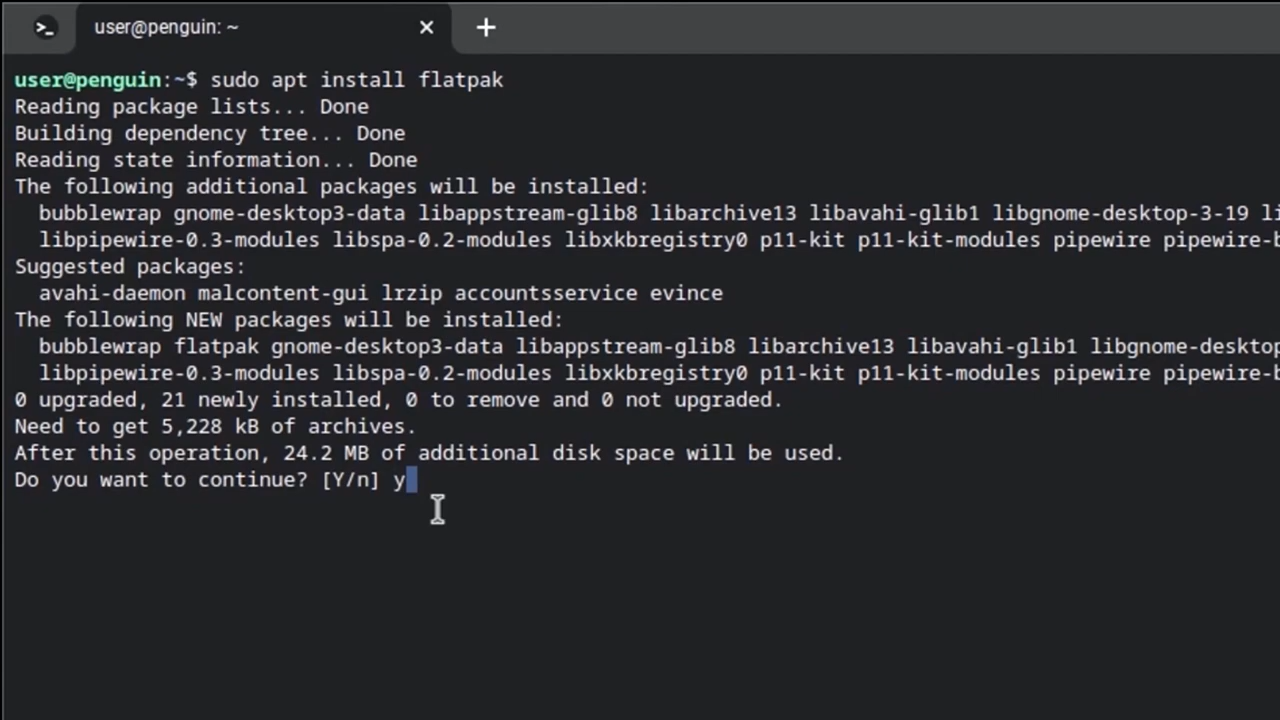 user@penguin: ~
user@penguin:~$ sudo apt install flatpak
Reading package lists... Done
Building dependency tree... Done
Reading state information... Done
The following additional packages will be installed:
  bubblewrap gnome-desktop3-data libappstream-glib8 libarchive13 libavahi-glib1 libgnome-desktop-3-19
  libpipewire-0.3-modules libspa-0.2-modules libxkbregistry0 p11-kit p11-kit-modules pipewire
Suggested packages:
  avahi-daemon malcontent-gui lrzip accountsservice evince
The following NEW packages will be installed:
  bubblewrap flatpak gnome-desktop3-data libappstream-glib8 libarchive13 libavahi-glib1
  libpipewire-0.3-modules libspa-0.2-modules libxkbregistry0 p11-kit p11-kit-modules pipewire
0 upgraded, 21 newly installed, 0 to remove and 0 not upgraded.
Need to get 5,228 kB of archives.
After this operation, 24.2 MB of additional disk space will be used.
Do you want to continue? [Y/n] y